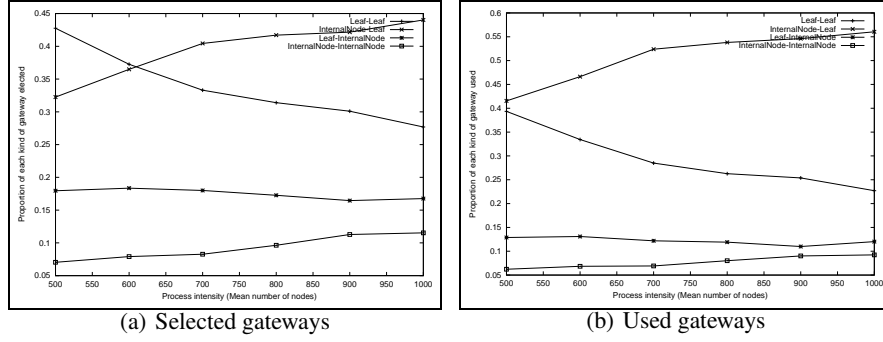 Proportion of each kind of gateway elected
0.45
0.4
0.35
0.3
0.25
0.2
0.15
0.1
0.05
Leaf-Leaf
InternalNode-Leaf
Leaf-InternalNode
InternalNode-InternalNode
500 550 600 650 700 750 800 850 900 950 1000
Process intensity (Mean number of nodes)
(a) Selected gateways
Proportion of each kind of gateway used
0.6
0.55
0.5
0.45
0.4
0.35
0.3
0.25
0.2
0.15
0.1
0.05
Leaf-Leaf
InternalNode-Leaf
Leaf-InternalNode
InternalNode-InternalNode
500 550 600 650 700 750 800 850 900 950 1000
Process intensity (Mean number of nodes)
(b) Used gateways